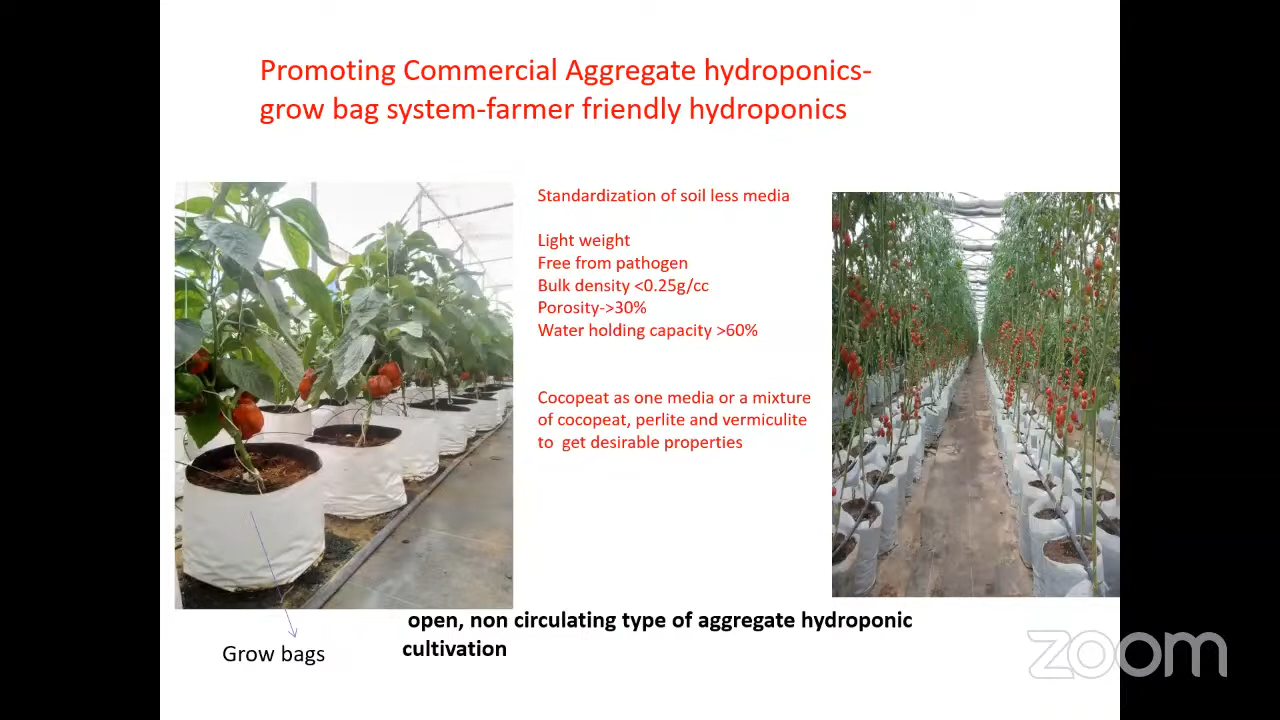 Promoting Commercial Aggregate hydroponics-
grow bag system-farmer friendly hydroponics
Standardization of soil less media
Light weight
Free from pathogen
Bulk density <0.25g/cc
Porosity->30%
Water holding capacity >60%
Cocopeat as one media or a mixture
of cocopeat, perlite and vermiculite
to get desirable properties
open, non circulating type of aggregate hydroponic
cultivation
Grow bags
zoom